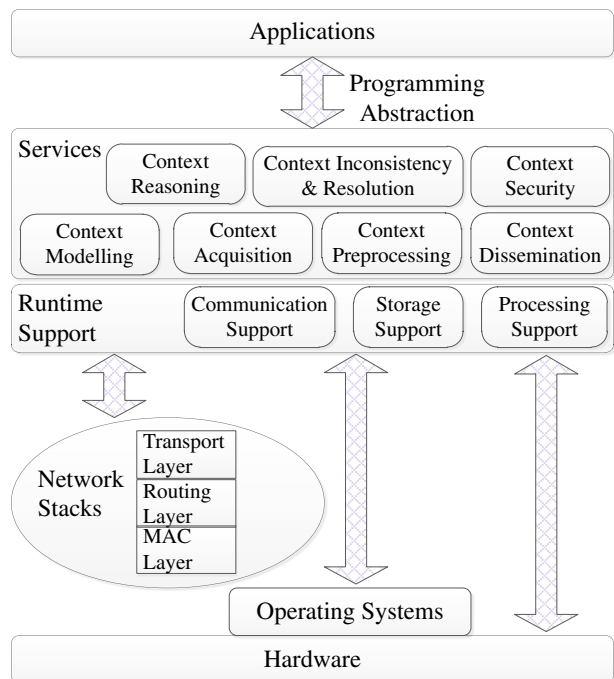 Applications
Programming
Abstraction
Services
Context
Reasoning
Context Inconsistency
& Resolution
Context
Security
Context
Modelling
Context
Acquisition
Context
Preprocessing
Context
Dissemination
Runtime
Support
Communication
Support
Storage
Support
Processing
Support
Network
Stacks
Transport
Layer
Routing
Layer
MAC
Layer
Operating Systems
Hardware